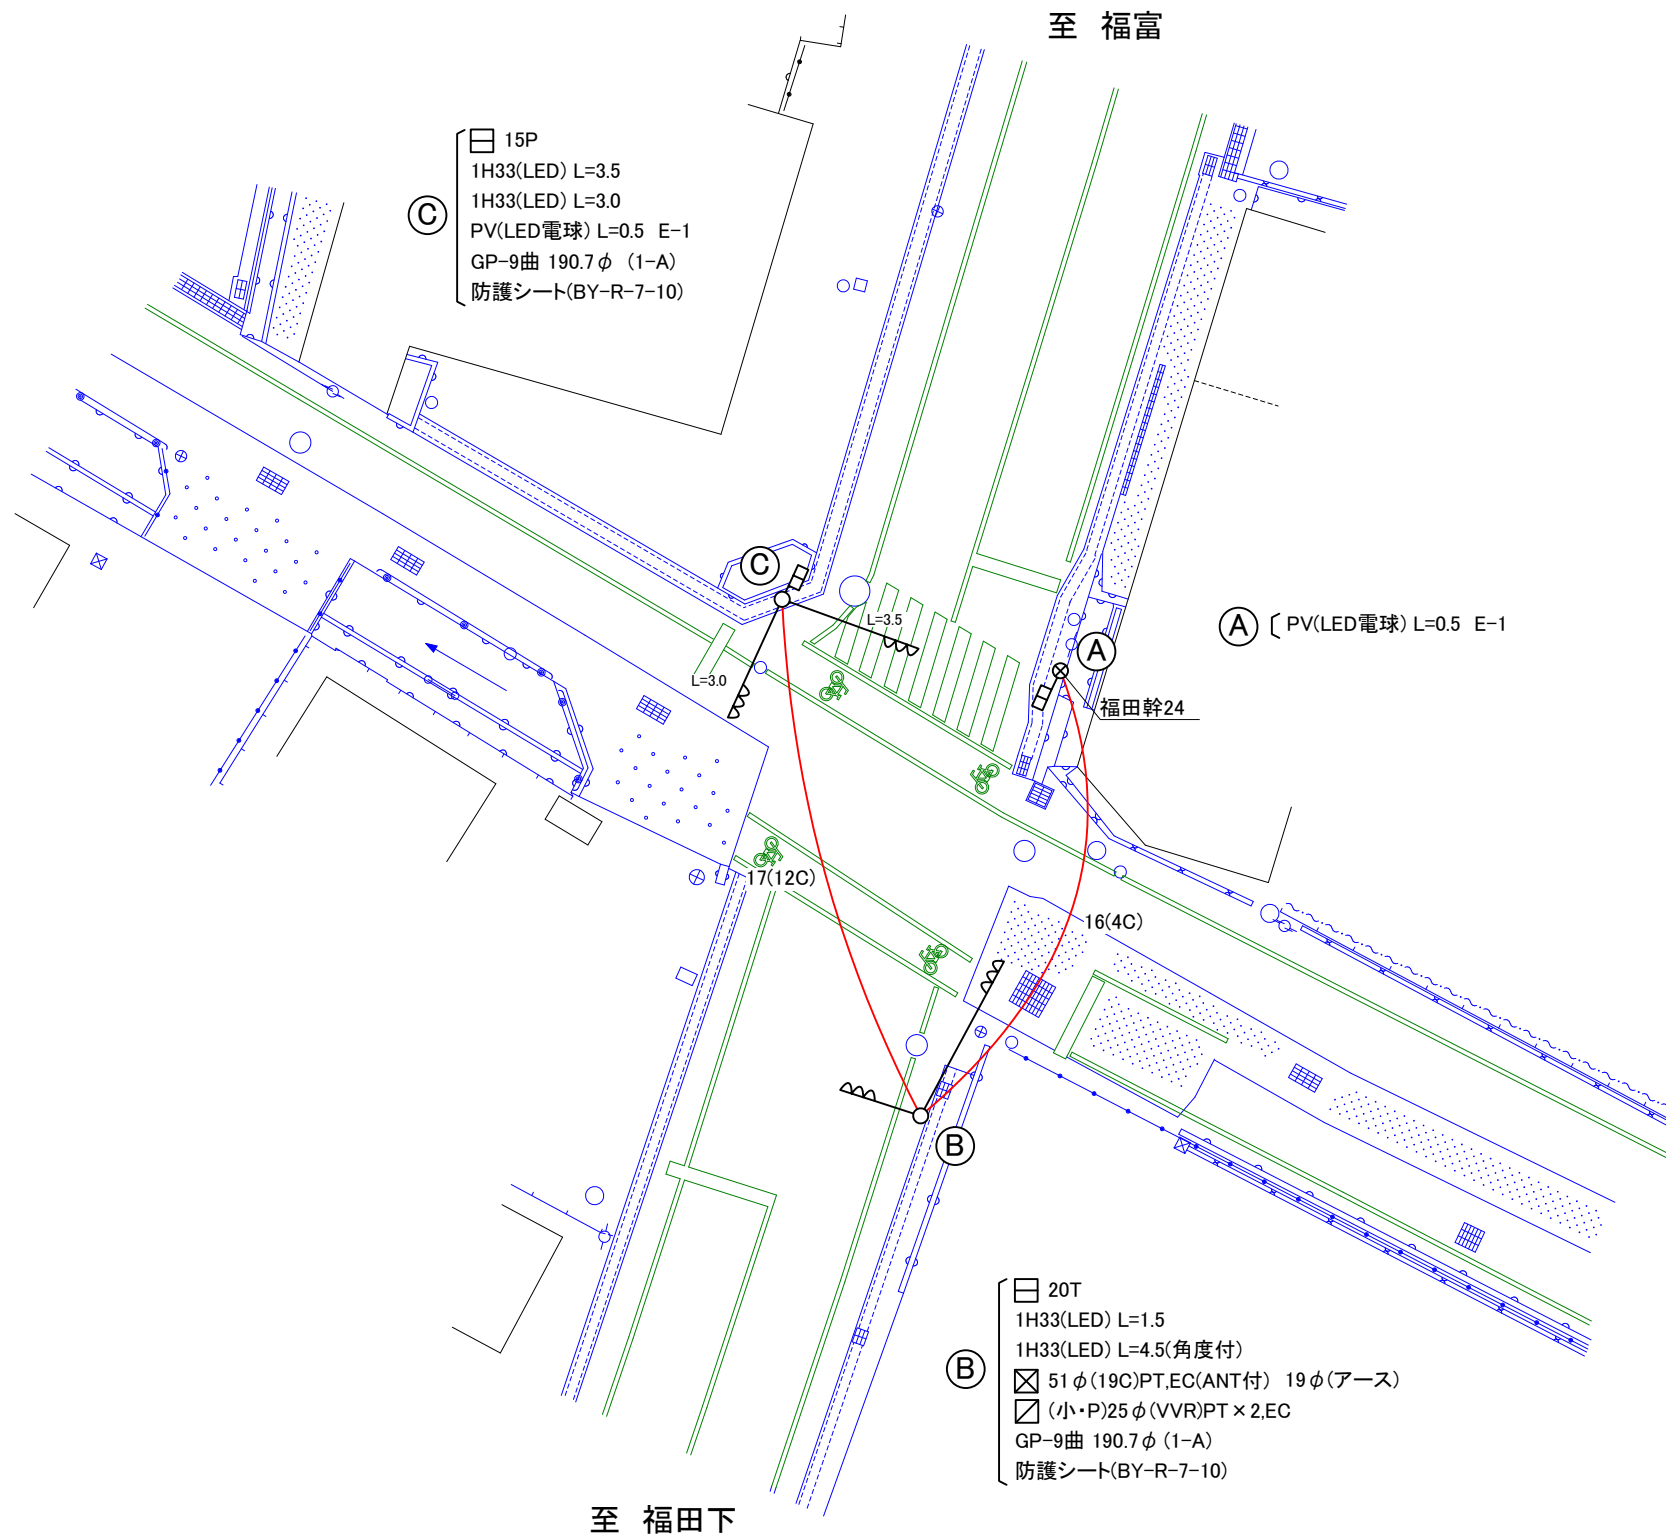 至 福富
Ⓒ
15P
1H33(LED) L=3.5
1H33(LED) L=3.0
PV(LED電球) L=0.5 E-1
GP-9曲 190.7φ (1-A)
防護シート(BY-R-7-10)
C
L=3.5
L=3.0
A
福田幹24
A
PV(LED電球) L=0.5 E-1
17(12C)
16(4C)
B
B
20T
1H33(LED) L=1.5
1H33(LED) L=4.5(角度付)
51φ(19C)PT,EC(ANT付) 19φ(アース)
(小・P)25φ(VVR)PT×2,EC
GP-9曲 190.7φ (1-A)
防護シート(BY-R-7-10)
至 福田下